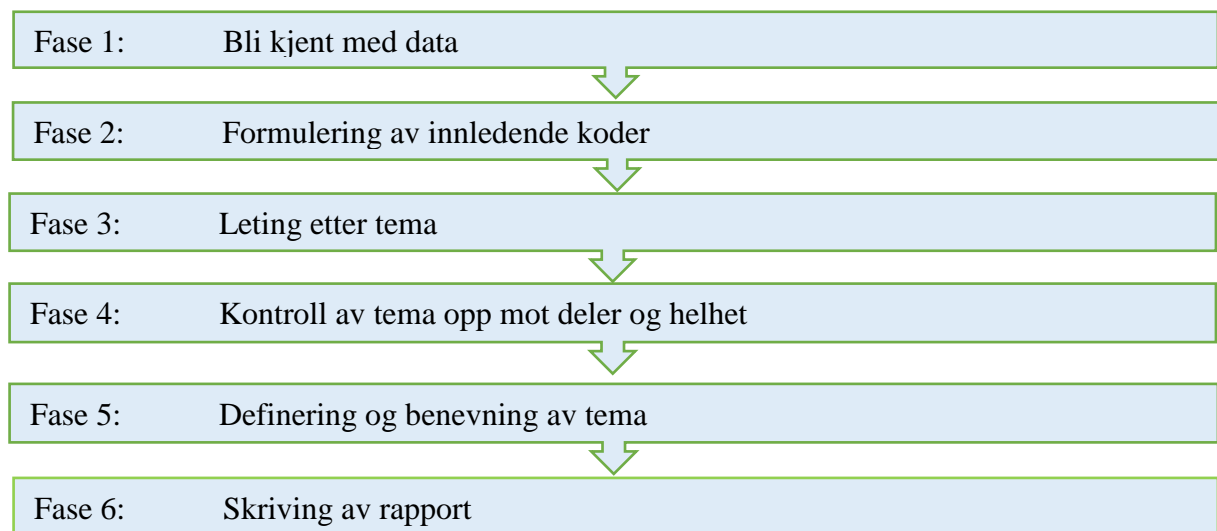 Fase 1: Bli kjent med data
Fase 2: Formulering av innledende koder
Fase 3: Leting etter tema
Fase 4: Kontroll av tema opp mot deler og helhet
Fase 5: Definering og benevning av tema
Fase 6: Skriving av rapport